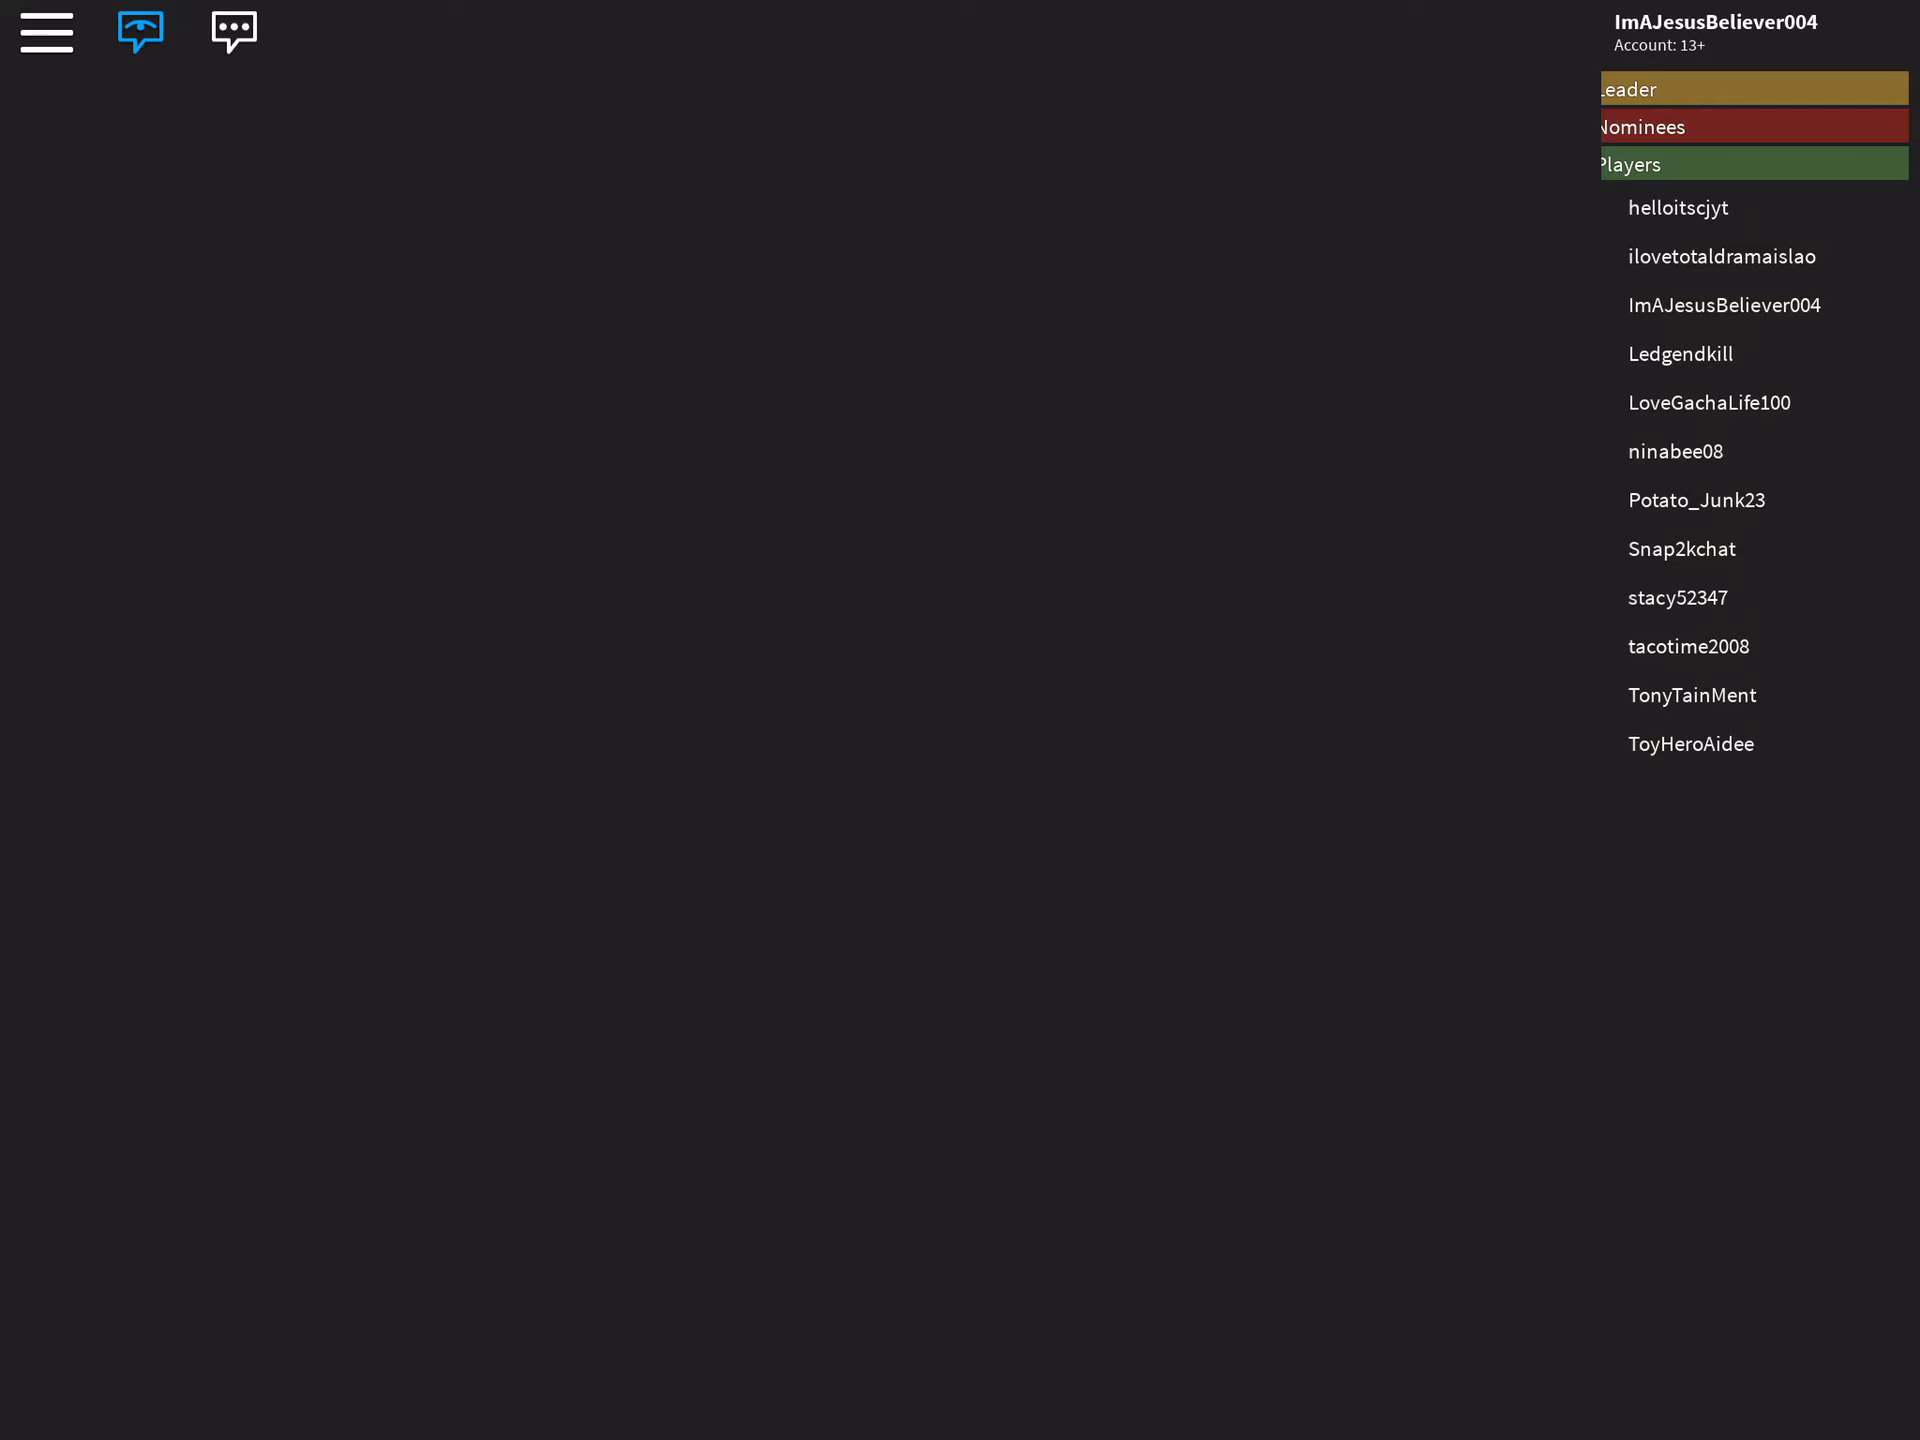 ImAJesusBeliever004
Account: 13+
Leader
Nominees
Players
helloitscjyt
ilovetotaldramaislao
ImAJesusBeliever004
Ledgendkill
LoveGachaLife100
ninabee08
Potato_Junk23
Snap2kchat
stacy52347
tacotime2008
TonyTainMent
ToyHeroAidee